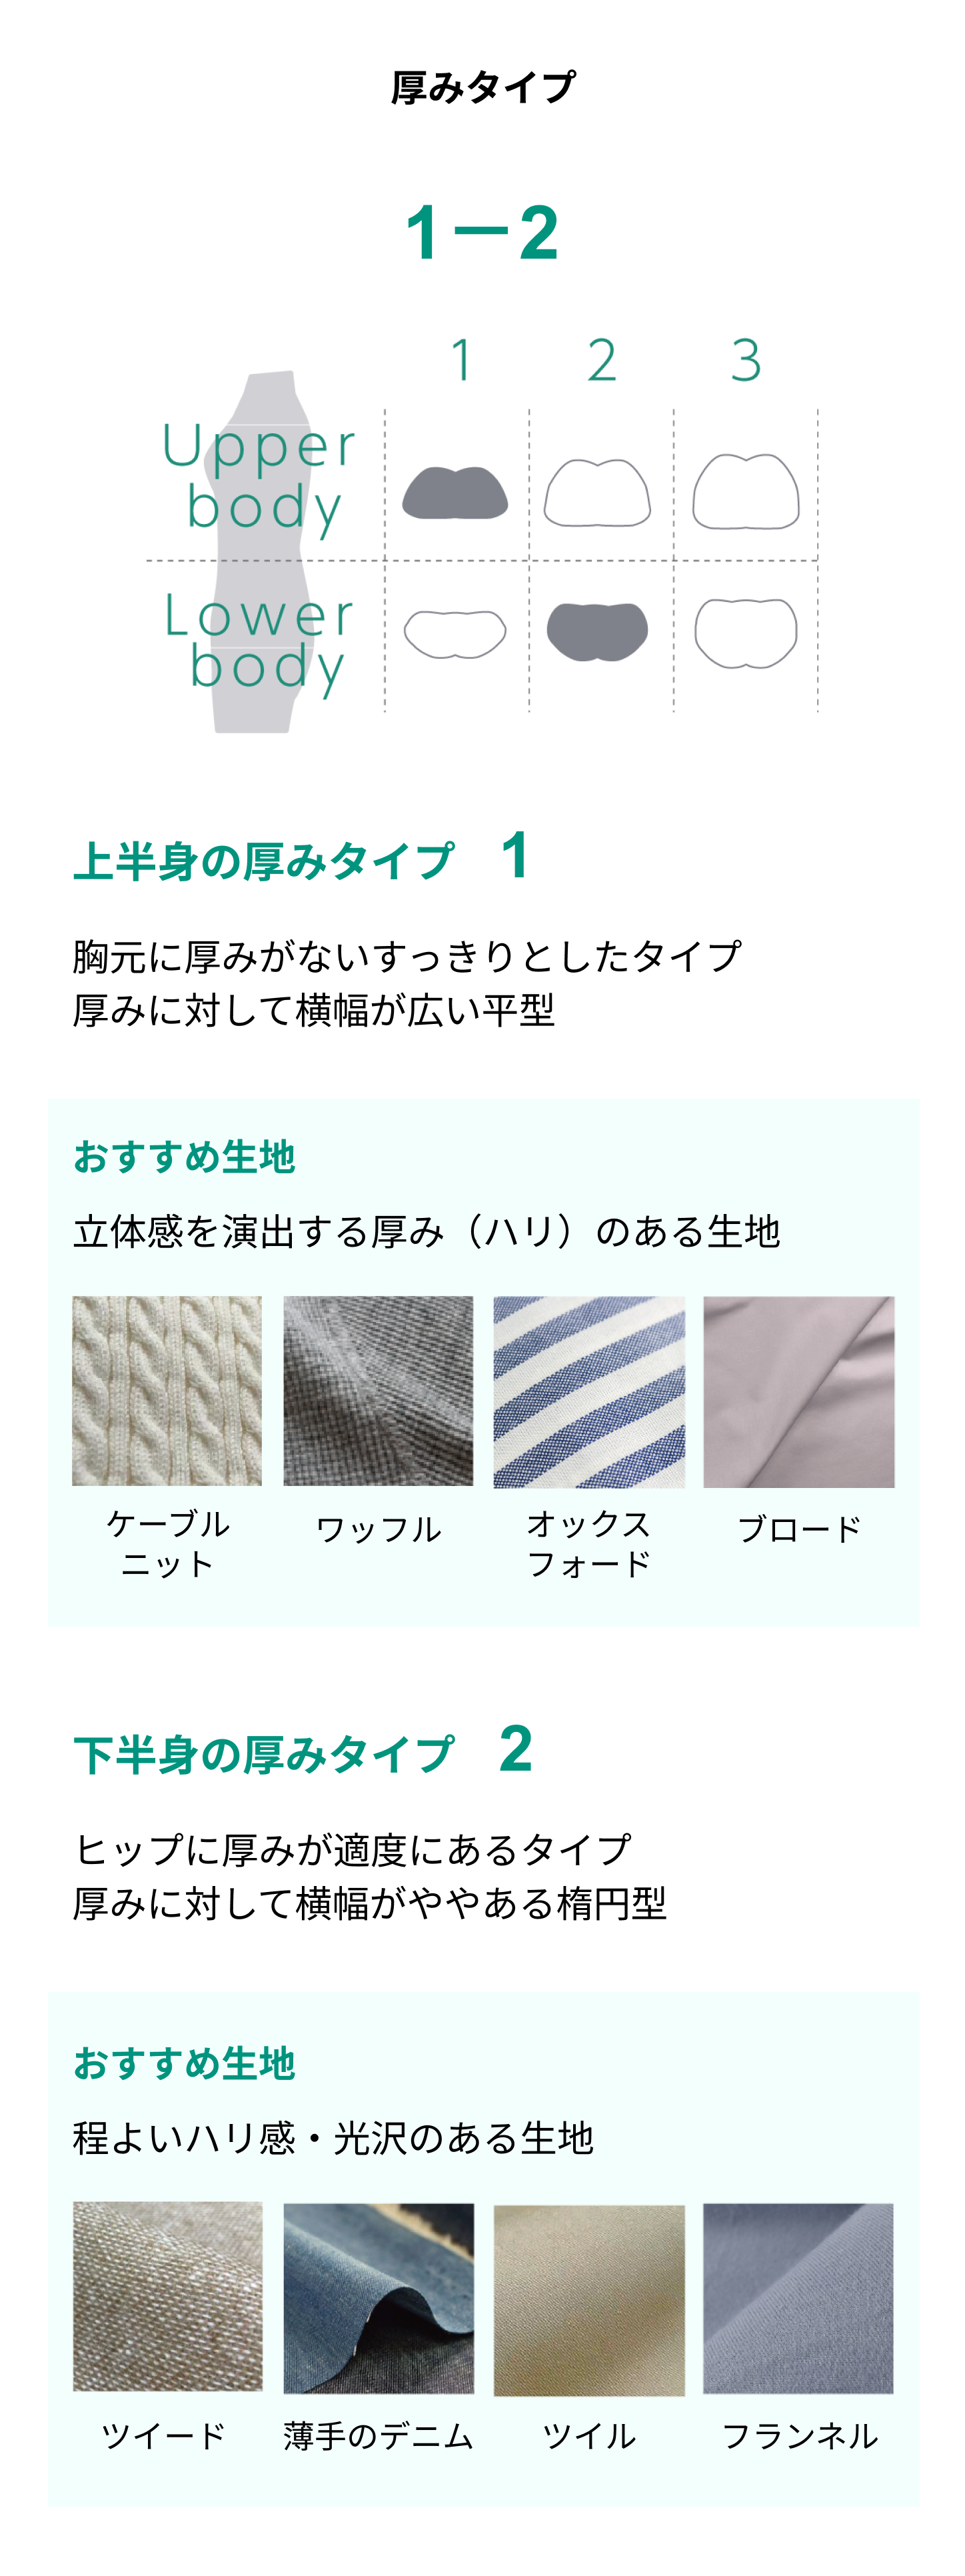 厚みタイプ
1－2
1 2 3
Upper
body
Lower
body
上半身の厚みタイプ 1
胸元に厚みがないすっきりとしたタイプ
厚みに対して横幅が広い平型
おすすめ生地
立体感を演出する厚み（ハリ）のある生地
ケーブル
ニット
ワッフル
オックス
フォード
ブロード
下半身の厚みタイプ 2
ヒップに厚みが適度にあるタイプ
厚みに対して横幅がややある楕円型
おすすめ生地
程よいハリ感・光沢のある生地
ツイード
薄手のデニム
ツイル
フランネル